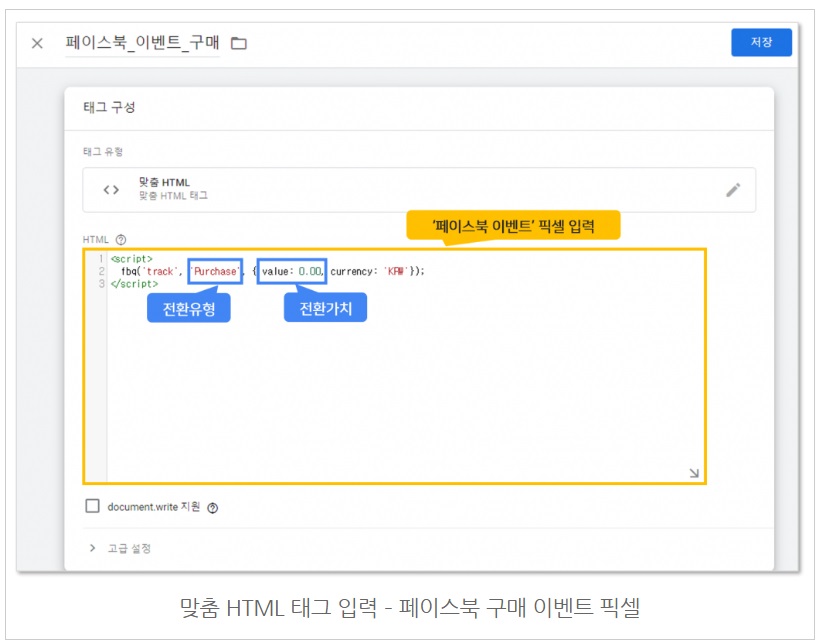 페이스북_이벤트_구매
저장
태그 구성
태그 유형
맞춤 HTML
맞춤 HTML 태그
'페이스북 이벤트' 픽셀 입력
HTML
1 <script>
2 fbq('track', 'Purchase', { value: 0.00, currency: 'KRW'});
3 </script>
전환유형
전환가치
document.write 지원
고급 설정
맞춤 HTML 태그 입력 - 페이스북 구매 이벤트 픽셀